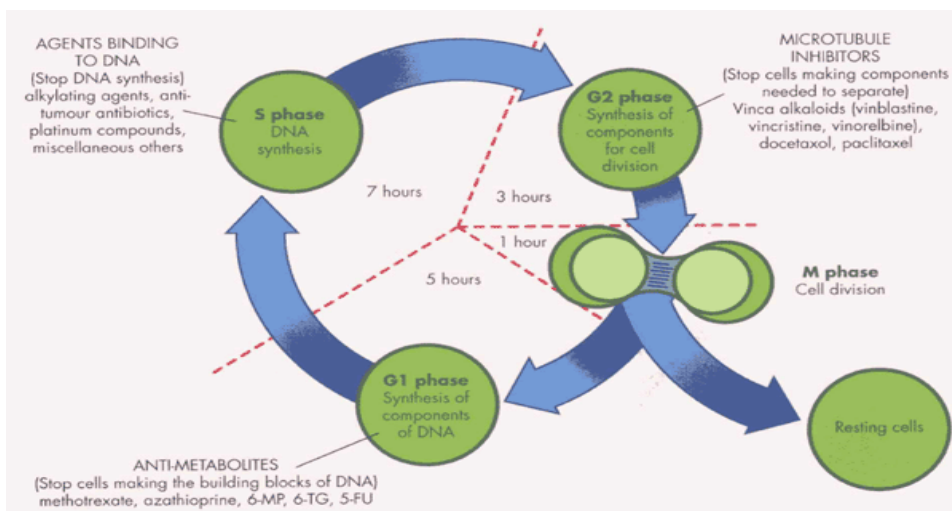 AGENTS BINDING
TO DNA
(Stop DNA synthesis)
alkylating agents, anti-
tumour antibiotics,
platinum compounds,
miscellaneous others
S phase
DNA
synthesis
G2 phase
Synthesis of
components
for cell
division
MICROTUBULE
INHIBITORS
(Stop cells making components
needed to separate)
Vinca alkaloids (vinblastine,
vincristine, vinorelbine),
docetaxol, paclitaxel
7 hours
3 hours
1 hour
5 hours
M phase
Cell division
G1 phase
Synthesis of
components
of DNA
Resting cells
ANTI-METABOLITES
(Stop cells making the building blocks of DNA)
methotrexate, azathioprine, 6-MP, 6-TG, 5-FU